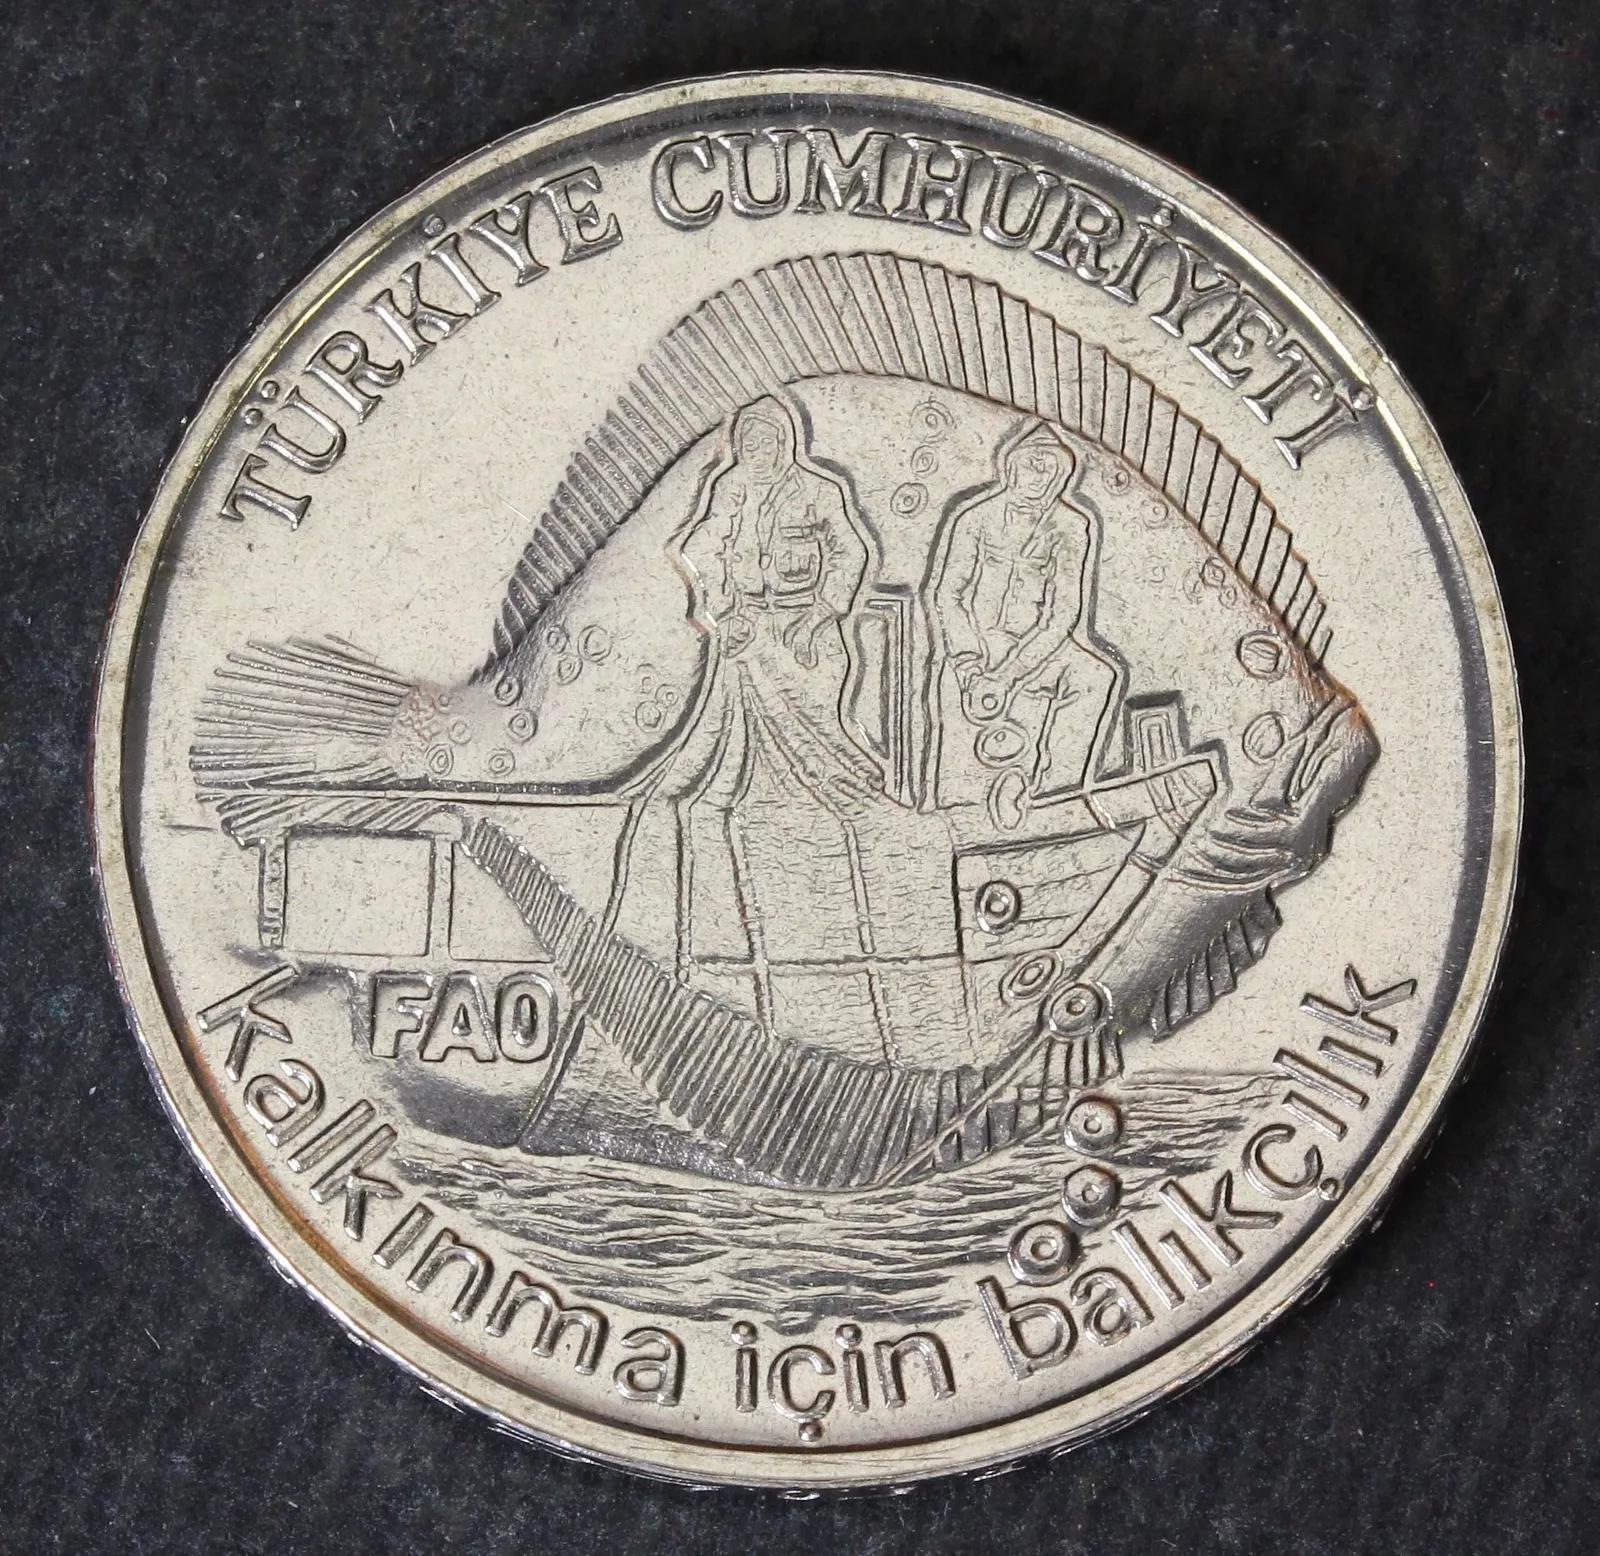 TÜRKİYE CUMHURİYETİ
FAO
Kalkınma için balıkçılık